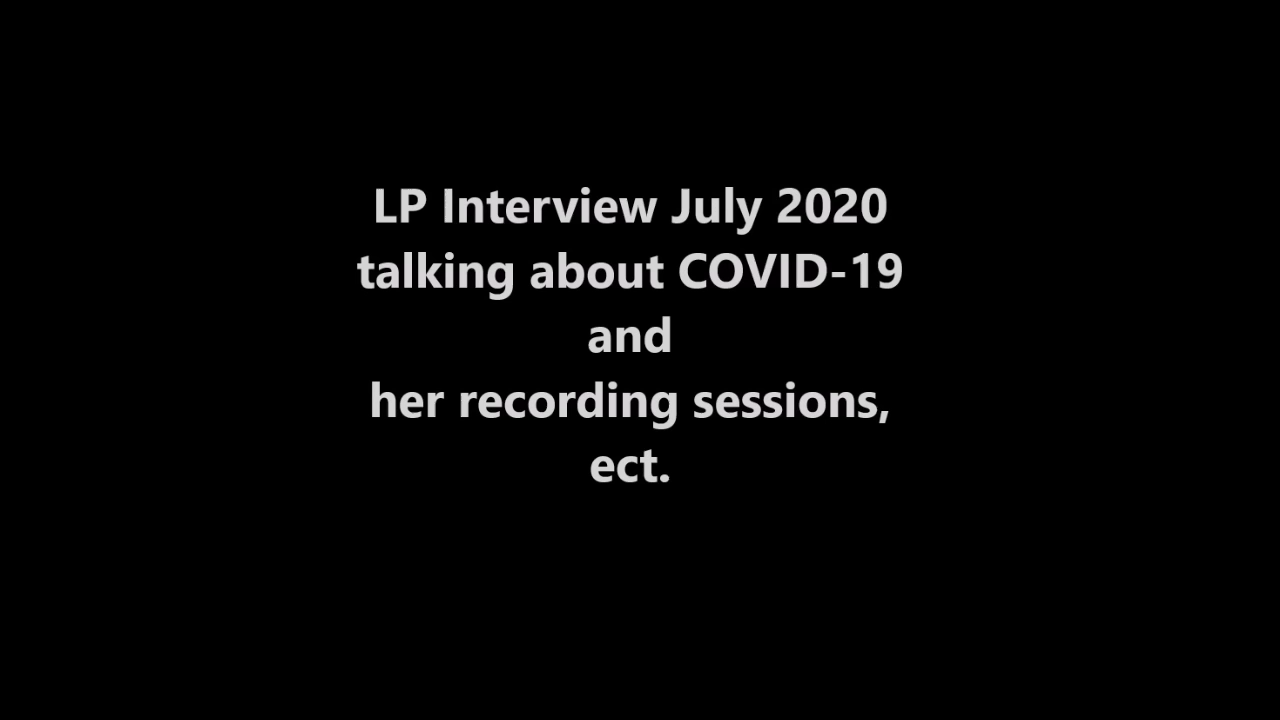 LP Interview July 2020
talking about COVID-19
and
her recording sessions,
ect.